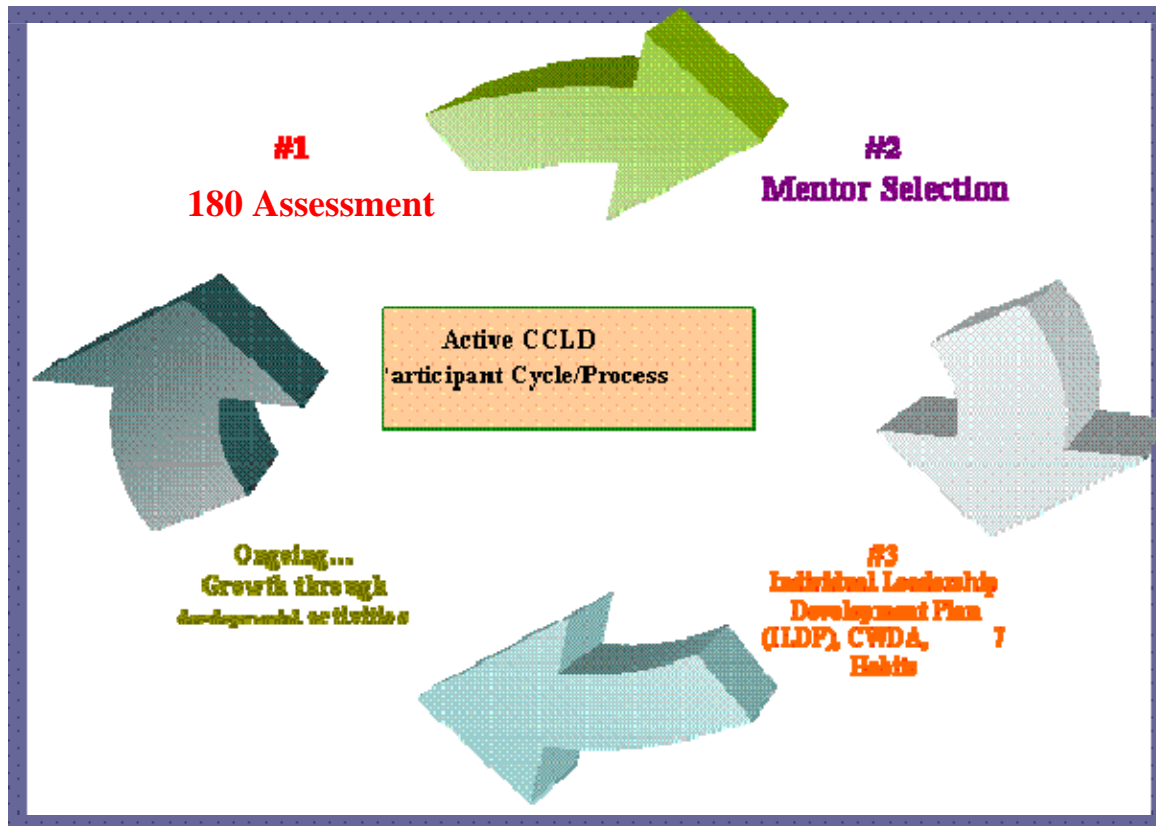 #1
180 Assessment
#2
Mentor Selection
Active CCLD
articipant Cycle/Process
#3
Individual Leadership
Development Plan
(ILDP), CWDA, 7
Habits
Ongoing...
Growth through
developmental activities